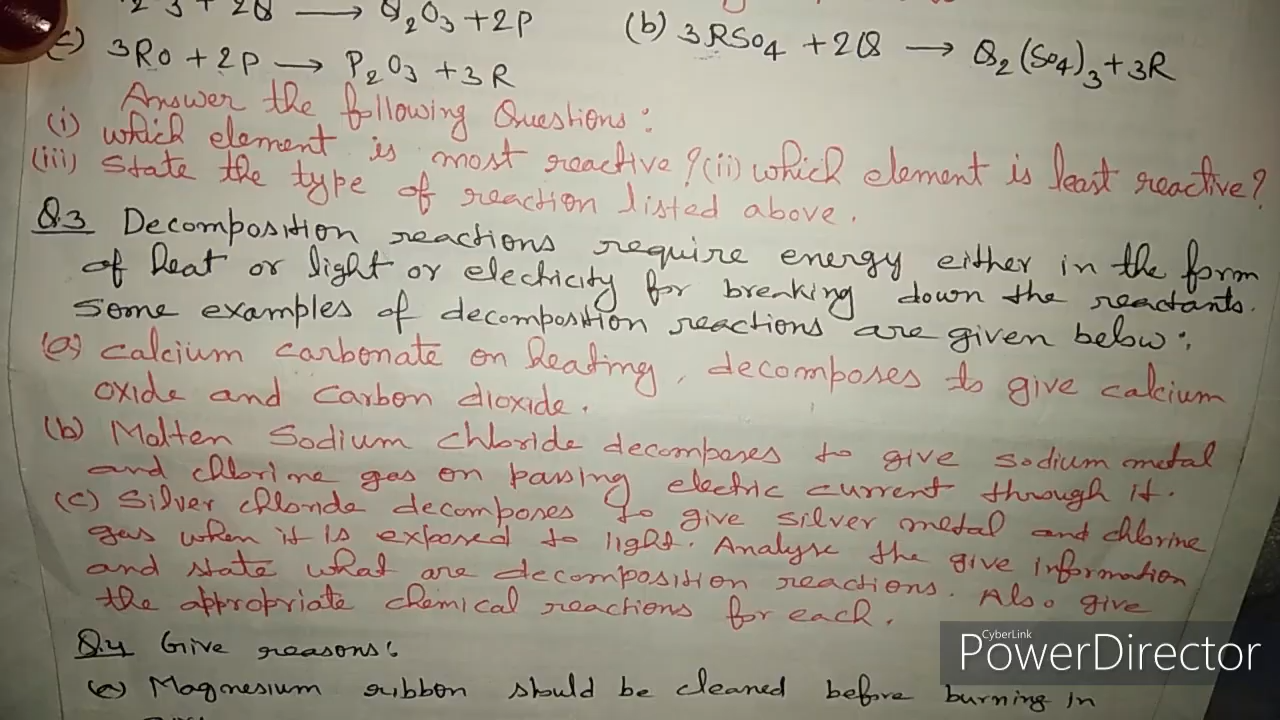 2 3 + 2Q → Q₂O₃ + 2P (b) 3RSO₄ + 2Q → Q₂(SO₄)₃ + 3R
3RO + 2P → P₂O₃ + 3R
Answer the following Questions:
(i) which element is most reactive? (ii) which element is least reactive?
(iii) State the type of reaction listed above.
Q3 Decomposition reactions require energy either in the form
of heat or light or electricity for breaking down the reactants.
Some examples of decomposition reactions are given below:
(a) Calcium carbonate on heating, decomposes to give calcium
oxide and carbon dioxide.
(b) Molten Sodium chloride decomposes to give sodium metal
and chlorine gas on passing electric current through it.
(c) Silver chloride decomposes to give silver metal and chlorine
gas when it is exposed to light. Analyse the give information
and state what are decomposition reactions. Also give
the appropriate chemical reactions for each.
Q4 Give reasons:
(a) Magnesium ribbon should be cleaned before burning in
CyberLink
PowerDirector